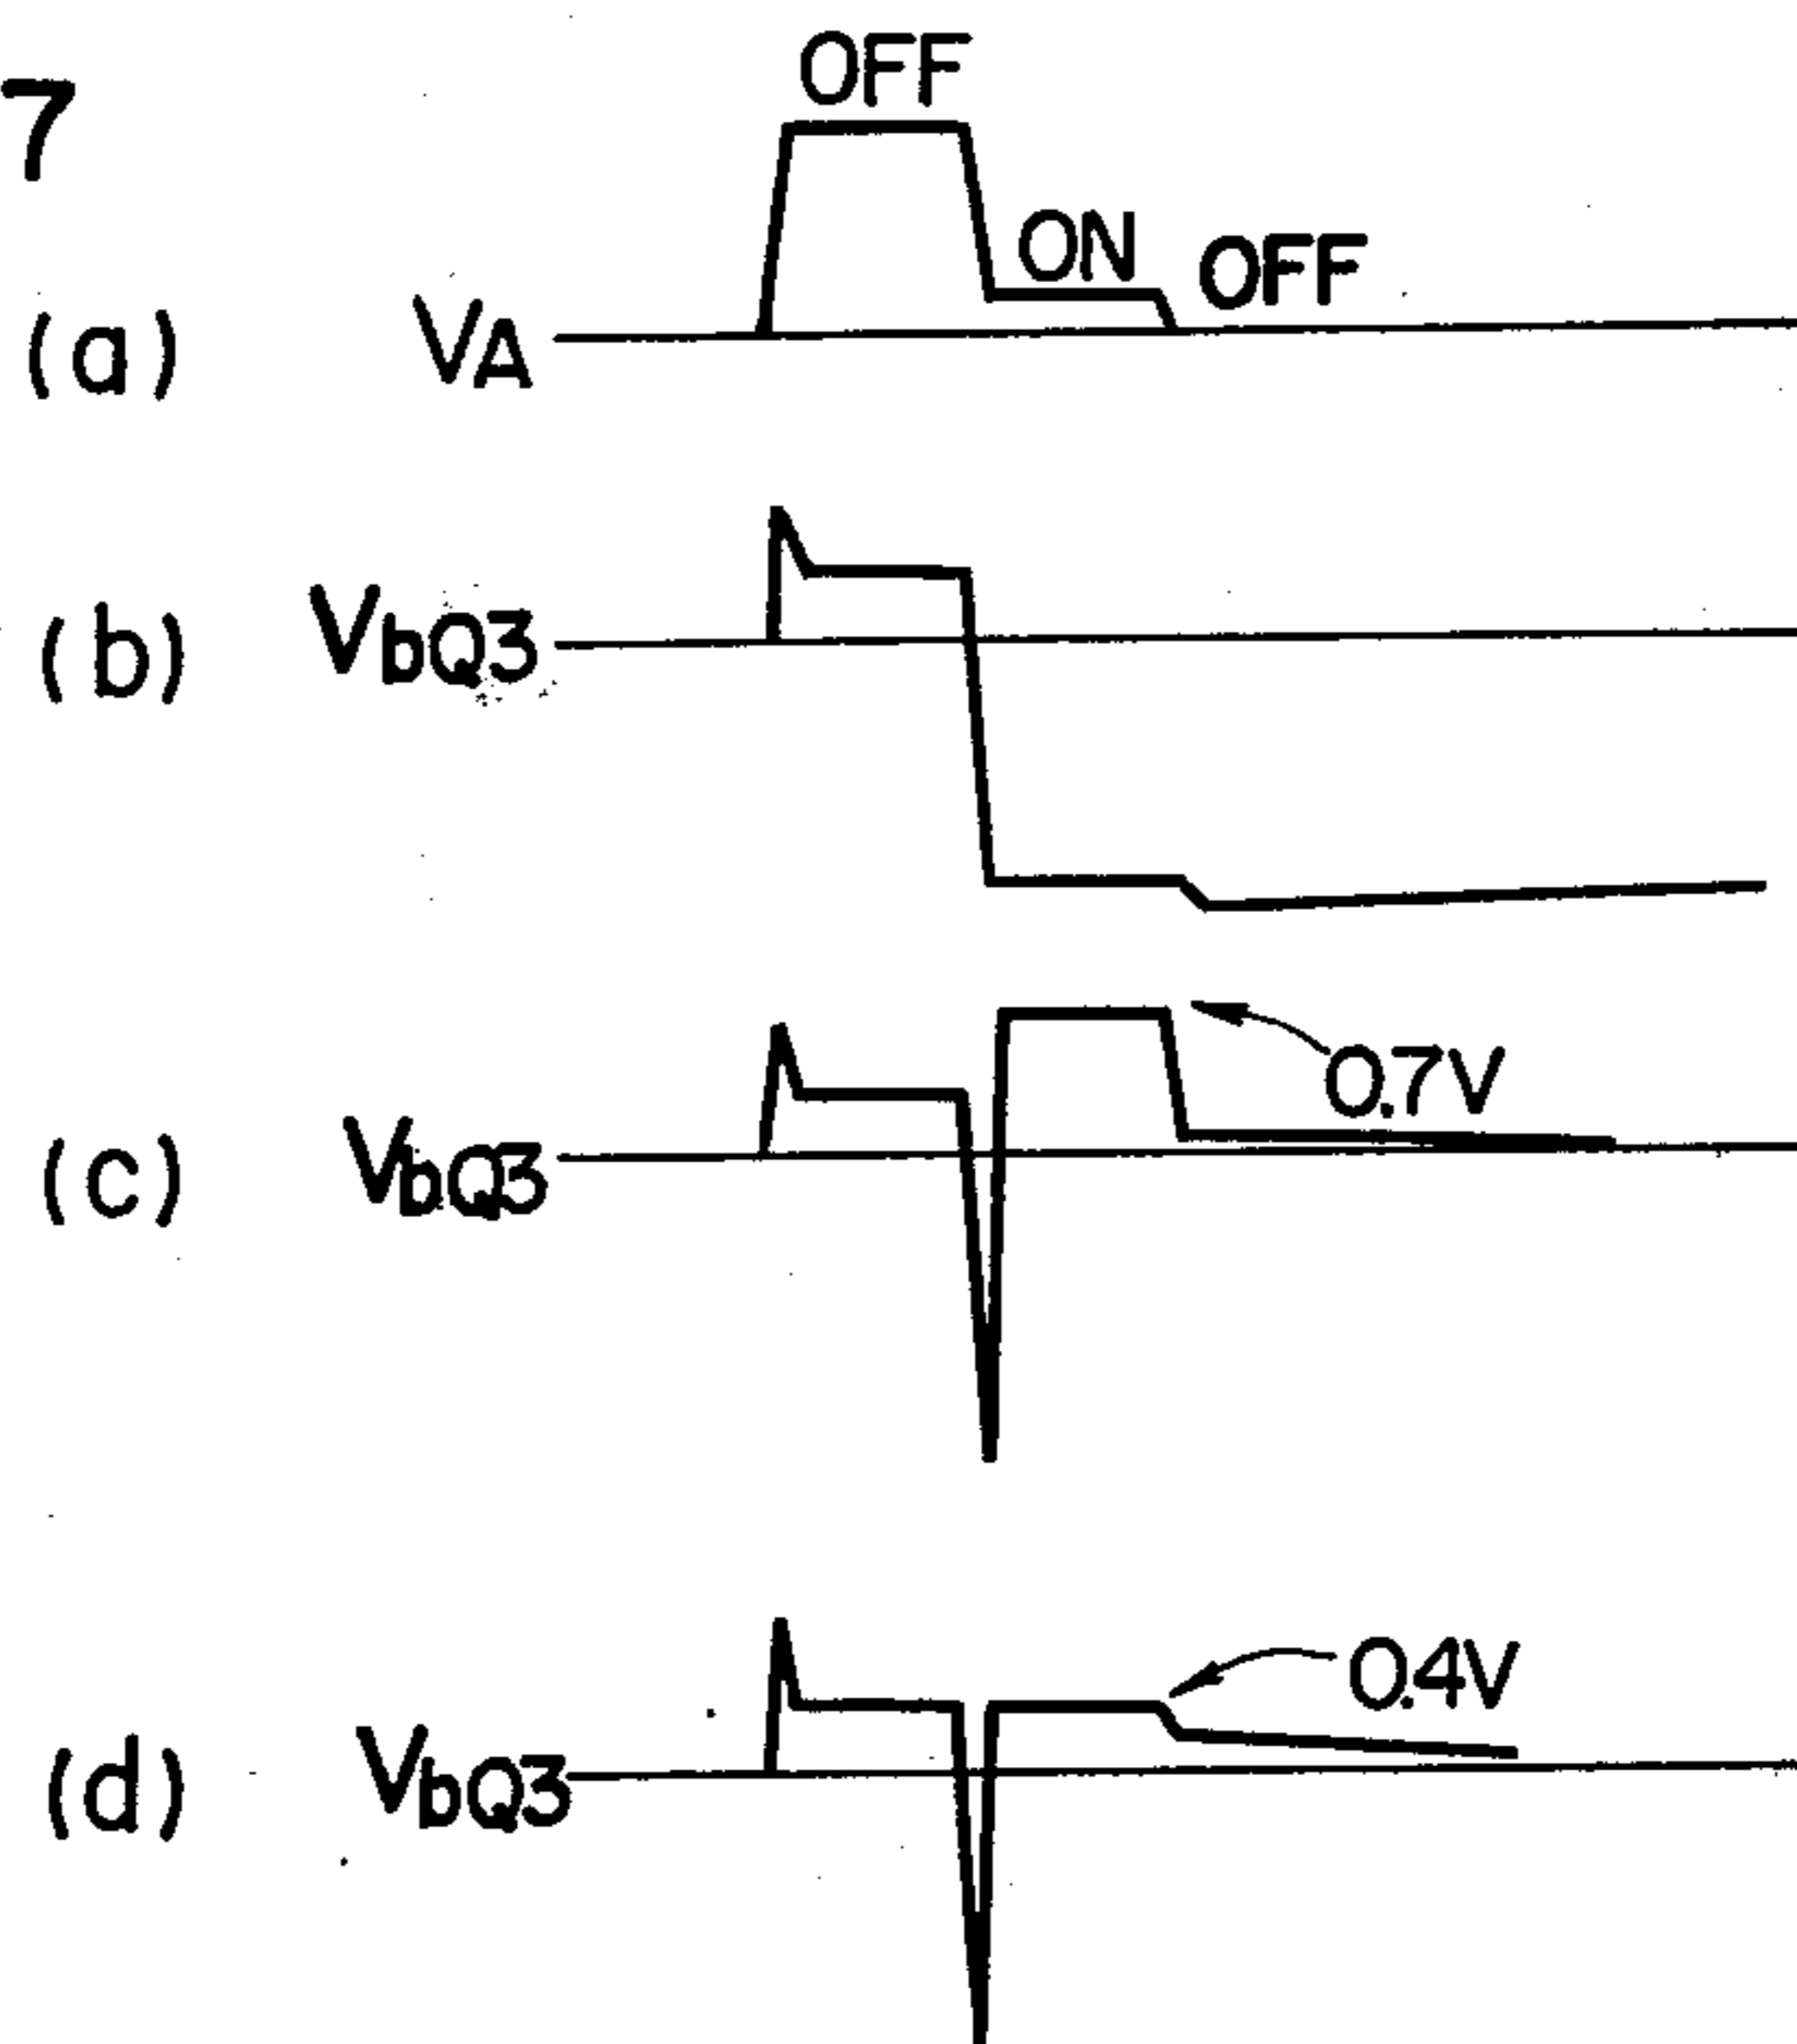 7
OFF
ON
OFF
(a) VA
(b) VbQ3
(c) VbQ3
0.7V
(d) VbQ3
0.4V